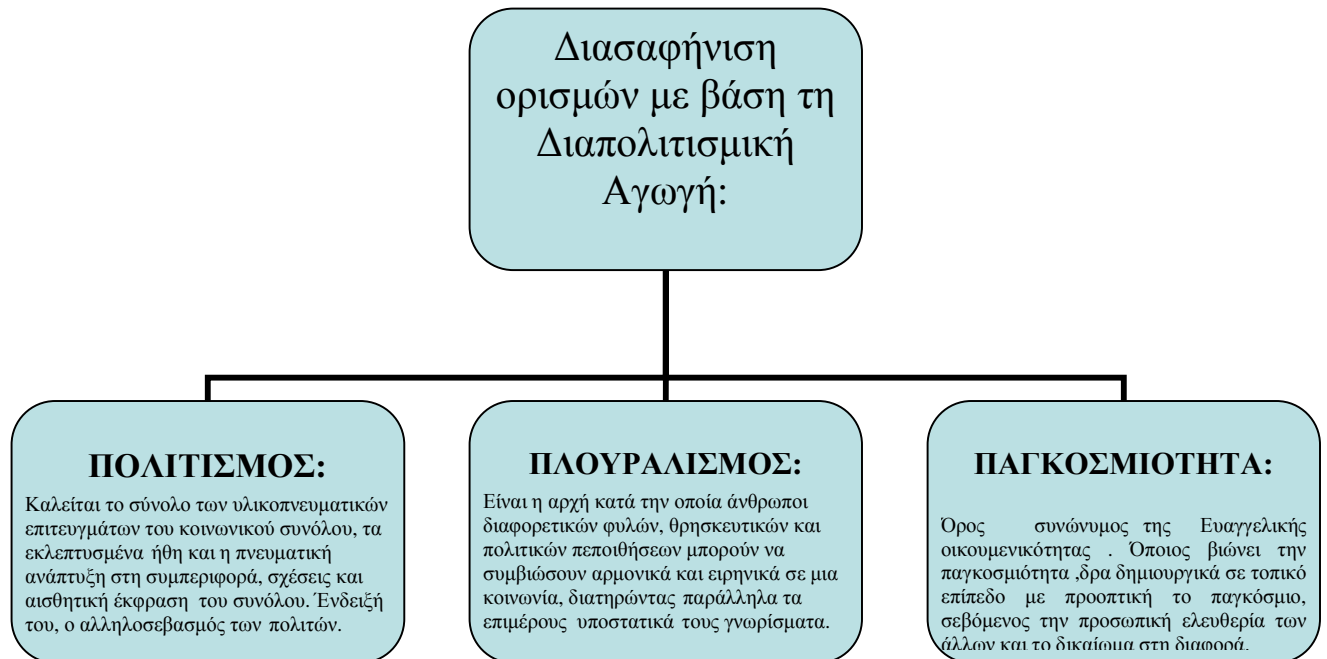 Διασαφήνιση
ορισμών με βάση τη
Διαπολιτισμική
Αγωγή:
ΠΟΛΙΤΙΣΜΟΣ:
Καλείται το σύνολο των υλικοπνευματικών
επιτευγμάτων του κοινωνικού συνόλου, τα
εκλεπτυσμένα ήθη και η πνευματική
ανάπτυξη στη συμπεριφορά, σχέσεις και
αισθητική έκφραση του συνόλου. Ένδειξή
του, ο αλληλοσεβασμός των πολιτών.
ΠΛΟΥΡΑΛΙΣΜΟΣ:
Είναι η αρχή κατά την οποία άνθρωποι
διαφορετικών φυλών, θρησκευτικών και
πολιτικών πεποιθήσεων μπορούν να
συμβιώσουν αρμονικά και ειρηνικά σε μια
κοινωνία, διατηρώντας παράλληλα τα
επιμέρους υποστατικά τους γνωρίσματα.
ΠΑΓΚΟΣΜΙΟΤΗΤΑ:
Όρος συνώνυμος της Ευαγγελικής
οικουμενικότητας . Όποιος βιώνει την
παγκοσμιότητα ,δρα δημιουργικά σε τοπικό
επίπεδο με προοπτική το παγκόσμιο,
σεβόμενος την προσωπική ελευθερία των
άλλων και το δικαίωμα στη διαφορά.